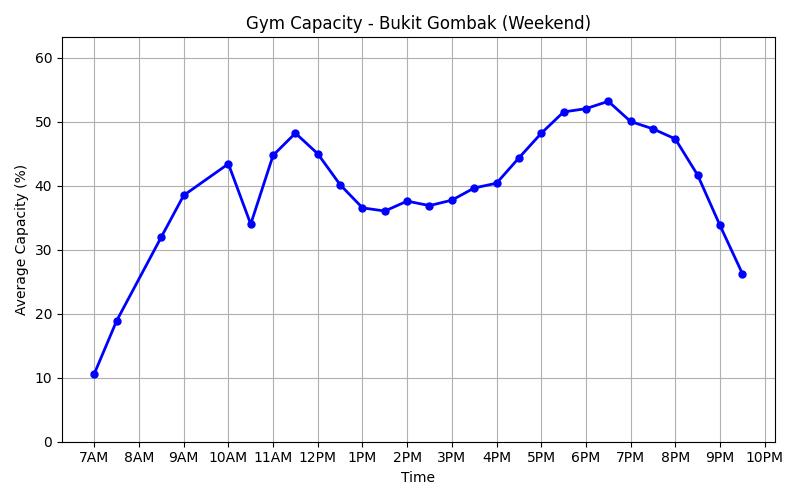 Gym Capacity - Bukit Gombak (Weekend)
Average Capacity (%)
60
50
40
30
20
10
0
7AM 8AM 9AM 10AM 11AM 12PM 1PM 2PM 3PM 4PM 5PM 6PM 7PM 8PM 9PM 10PM
Time